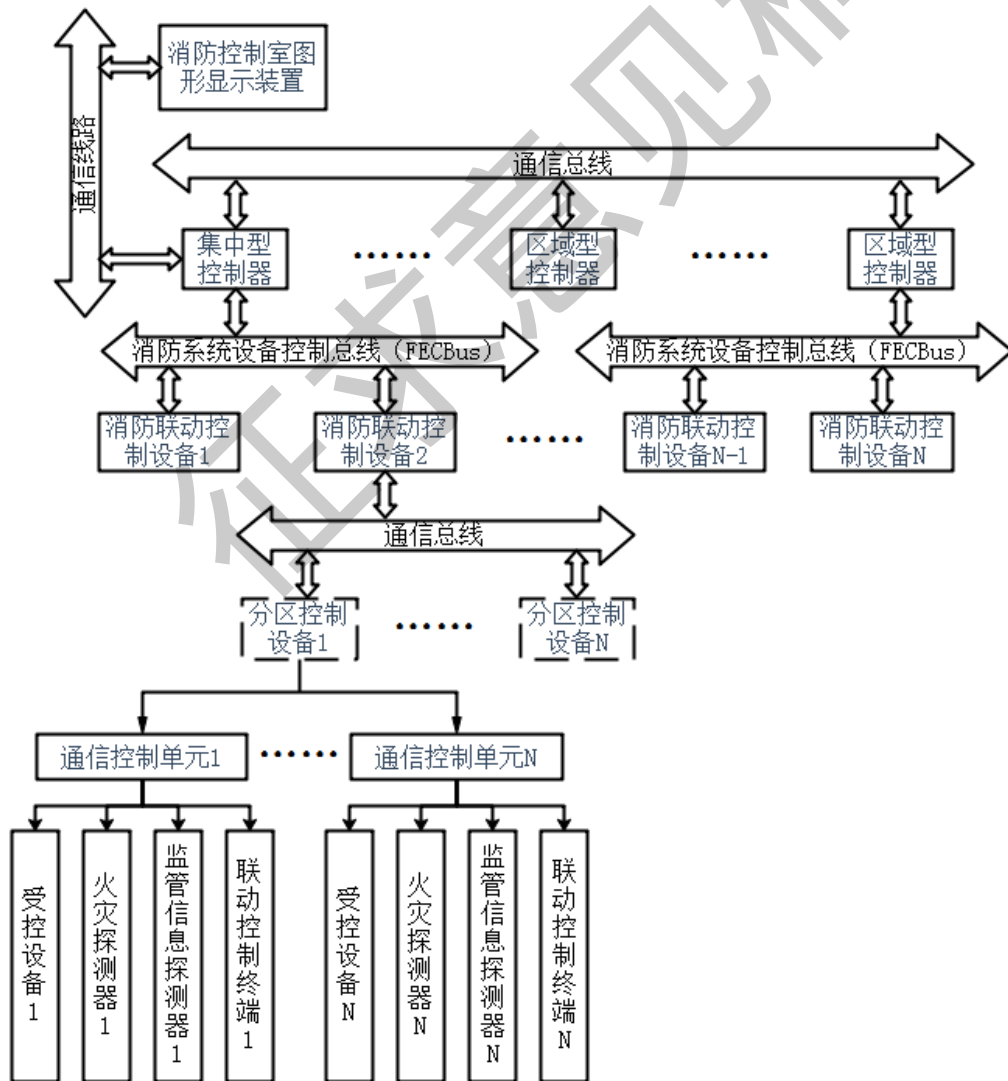 消防控制室图
形显示装置
通信线路
通信总线
集中型
控制器
……
区域型
控制器
……
区域型
控制器
消防系统设备控制总线（FECBus）
消防系统设备控制总线（FECBus）
消防联动控
制设备1
消防联动控
制设备2
……
消防联动控
制设备N-1
消防联动控
制设备N
通信总线
分区控制
设备1
……
分区控制
设备N
通信控制单元1
……
通信控制单元N
受控设备1
火灾探测器1
监管信息探测器1
联动控制终端1
受控设备N
火灾探测器N
监管信息探测器N
联动控制终端N
征求意见稿